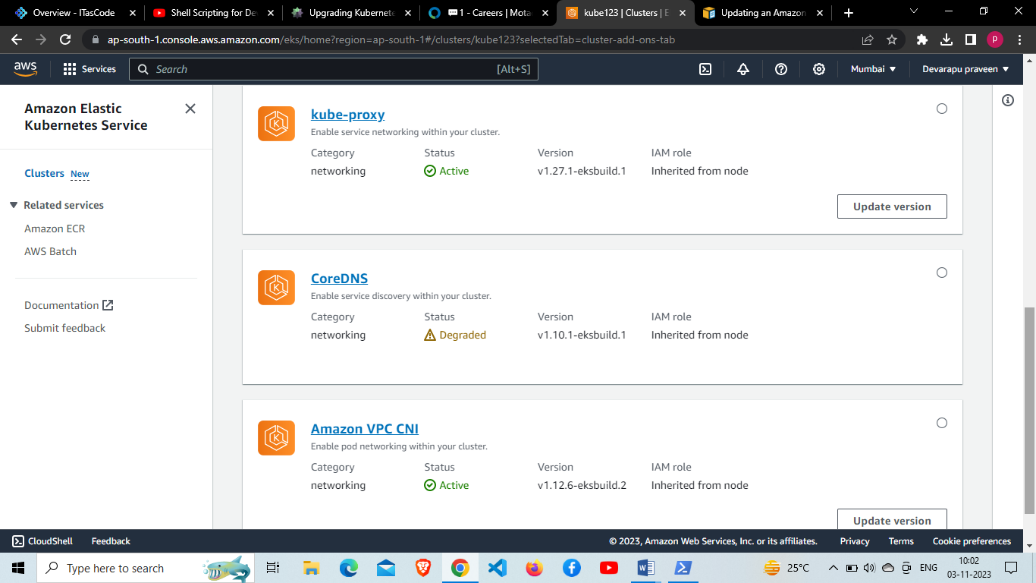 Overview - ITasCode
Shell Scripting for De
Upgrading Kubernet
1 - Careers | Mota
kube123 | Clusters | E
Updating an Amazon
ap-south-1.console.aws.amazon.com/eks/home?region=ap-south-1#/clusters/kube123?selectedTab=cluster-add-ons-tab
P
aws
Services
Search
[Alt+S]
Mumbai
Devarapu praveen
Amazon Elastic
Kubernetes Service
Clusters New
Related services
Amazon ECR
AWS Batch
Documentation
Submit feedback
kube-proxy
Enable service networking within your cluster.
Category Status Version IAM role
networking Active v1.27.1-eksbuild.1 Inherited from node
Update version
CoreDNS
Enable service discovery within your cluster.
Category Status Version IAM role
networking Degraded v1.10.1-eksbuild.1 Inherited from node
Amazon VPC CNI
Enable pod networking within your cluster.
Category Status Version IAM role
networking Active v1.12.6-eksbuild.2 Inherited from node
Update version
CloudShell Feedback © 2023, Amazon Web Services, Inc. or its affiliates. Privacy Terms Cookie preferences
Type here to search
25°C
ENG
10:02
03-11-2023